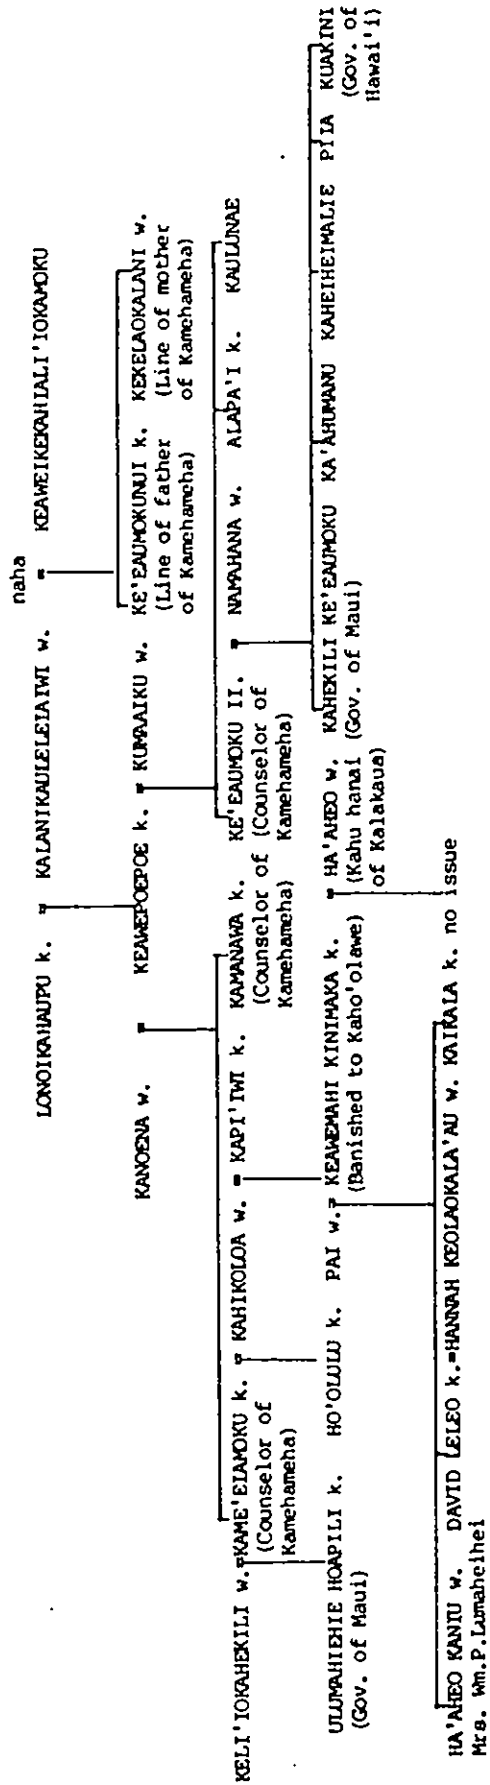 naha
LONOIKAHAUPU k. = KALANIKAULELEIAIWI w. = KEAWEIKEKAHIALI'IOKAMOKU
KANOENA w. = KEAWEPOEPOE k. = KUMAAIKU w. KE'EAUMOKUNUI k. KEKELAOKALANI w.
(Line of father (Line of mother
of Kamehameha) of Kamehameha)
KELI'IOKAHEKILI w.=KAME'EIAMOKU k. = KAHIKOLOA w. = KAPI'IWI k. KAMANAWA k. KE'EAUMOKU II. = NAMAHANA w. ALAPA'I k. KAULUNAE
(Counselor of (Counselor of (Counselor of
Kamehameha) Kamehameha) Kamehameha)
ULUMAHIEHIE HOAPILI k. HO'OLULU k. PAI w.= KEAWEMAHI KINIMAKA k. = HA'AHEO w. KAHEKILI KE'EAUMOKU KA'AHUMANU KAHEIHEIMALIE PIIA KUAKINI
(Gov. of Maui) (Banished to Kaho'olawe) (Kahu hanai (Gov. of Maui) (Gov. of
of Kalakaua) Hawai'i)
HA'AHEO KANIU w. DAVID LELEO k.=HANNAH KEOLAOKALA'AU w. KAIKALA k. no issue
Mrs. Wm.P.Lumaheihei